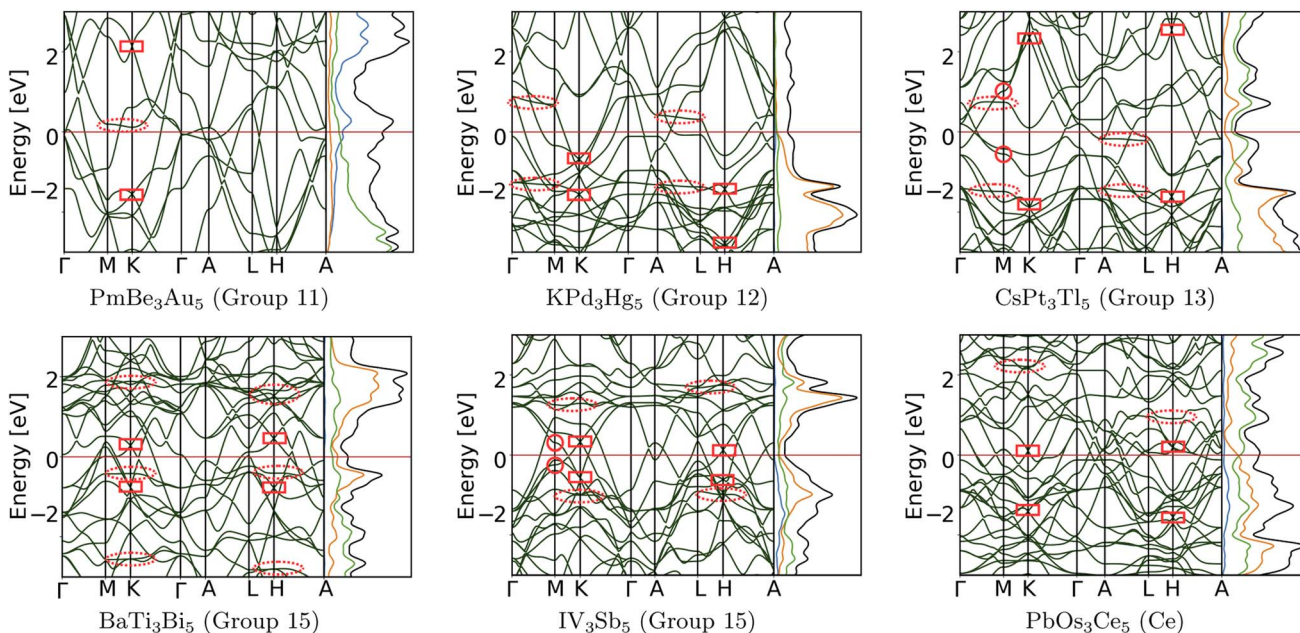 Energy [eV]
2
0
−2
Γ M K Γ A L H A
PmBe₃Au₅ (Group 11)
Energy [eV]
2
0
−2
Γ M K Γ A L H A
KPd₃Hg₅ (Group 12)
Energy [eV]
2
0
−2
Γ M K Γ A L H A
CsPt₃Tl₅ (Group 13)
Energy [eV]
2
0
−2
Γ M K Γ A L H A
BaTi₃Bi₅ (Group 15)
Energy [eV]
2
0
−2
Γ M K Γ A L H A
IV₃Sb₅ (Group 15)
Energy [eV]
2
0
−2
Γ M K Γ A L H A
PbOs₃Ce₅ (Ce)